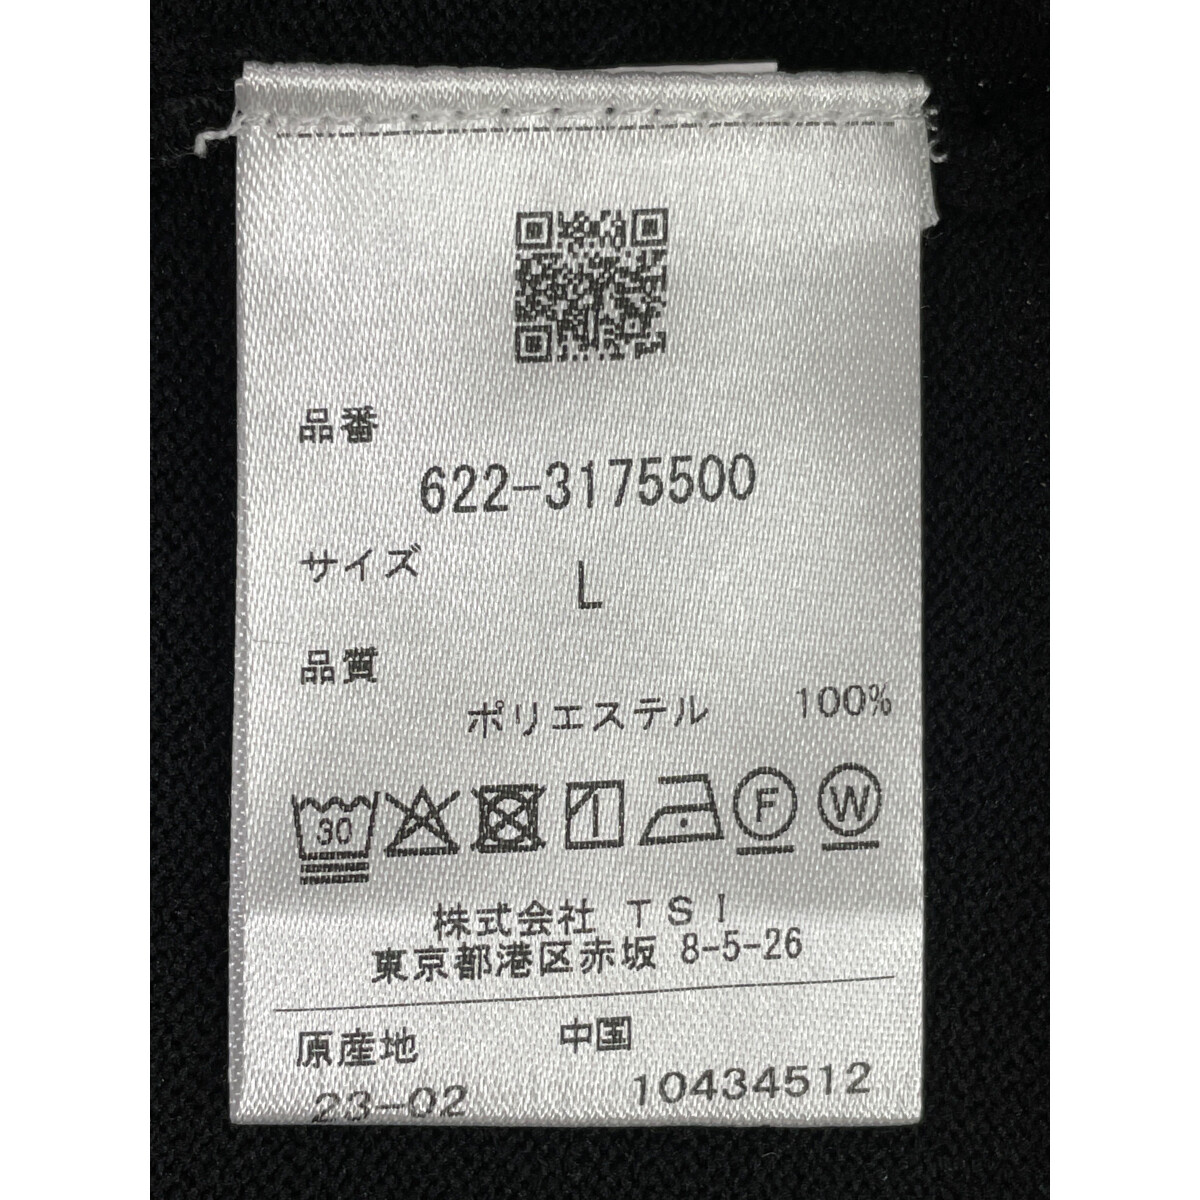 品番
622-3175500
サイズ
L
品質
ポリエステル 100%
30 F W
株式会社 TSI
東京都港区赤坂 8-5-26
原産地 中国
23-02 10434512